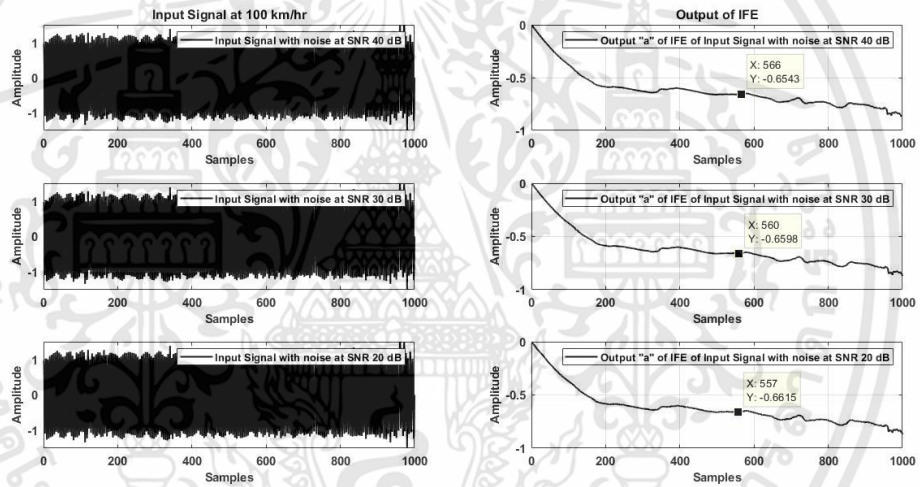 Input Signal at 100 km/hr
Output of IFE
Amplitude
1
0
-1
Input Signal with noise at SNR 40 dB
0 200 400 600 800 1000
Samples
Amplitude
0
-0.5
-1
Output "a" of IFE of Input Signal with noise at SNR 40 dB
X: 566
Y: -0.6543
0 200 400 600 800 1000
Samples
Amplitude
1
0
-1
Input Signal with noise at SNR 30 dB
0 200 400 600 800 1000
Samples
Amplitude
0
-0.5
-1
Output "a" of IFE of Input Signal with noise at SNR 30 dB
X: 560
Y: -0.6598
0 200 400 600 800 1000
Samples
Amplitude
1
0
-1
Input Signal with noise at SNR 20 dB
0 200 400 600 800 1000
Samples
Amplitude
0
-0.5
-1
Output "a" of IFE of Input Signal with noise at SNR 20 dB
X: 557
Y: -0.6615
0 200 400 600 800 1000
Samples